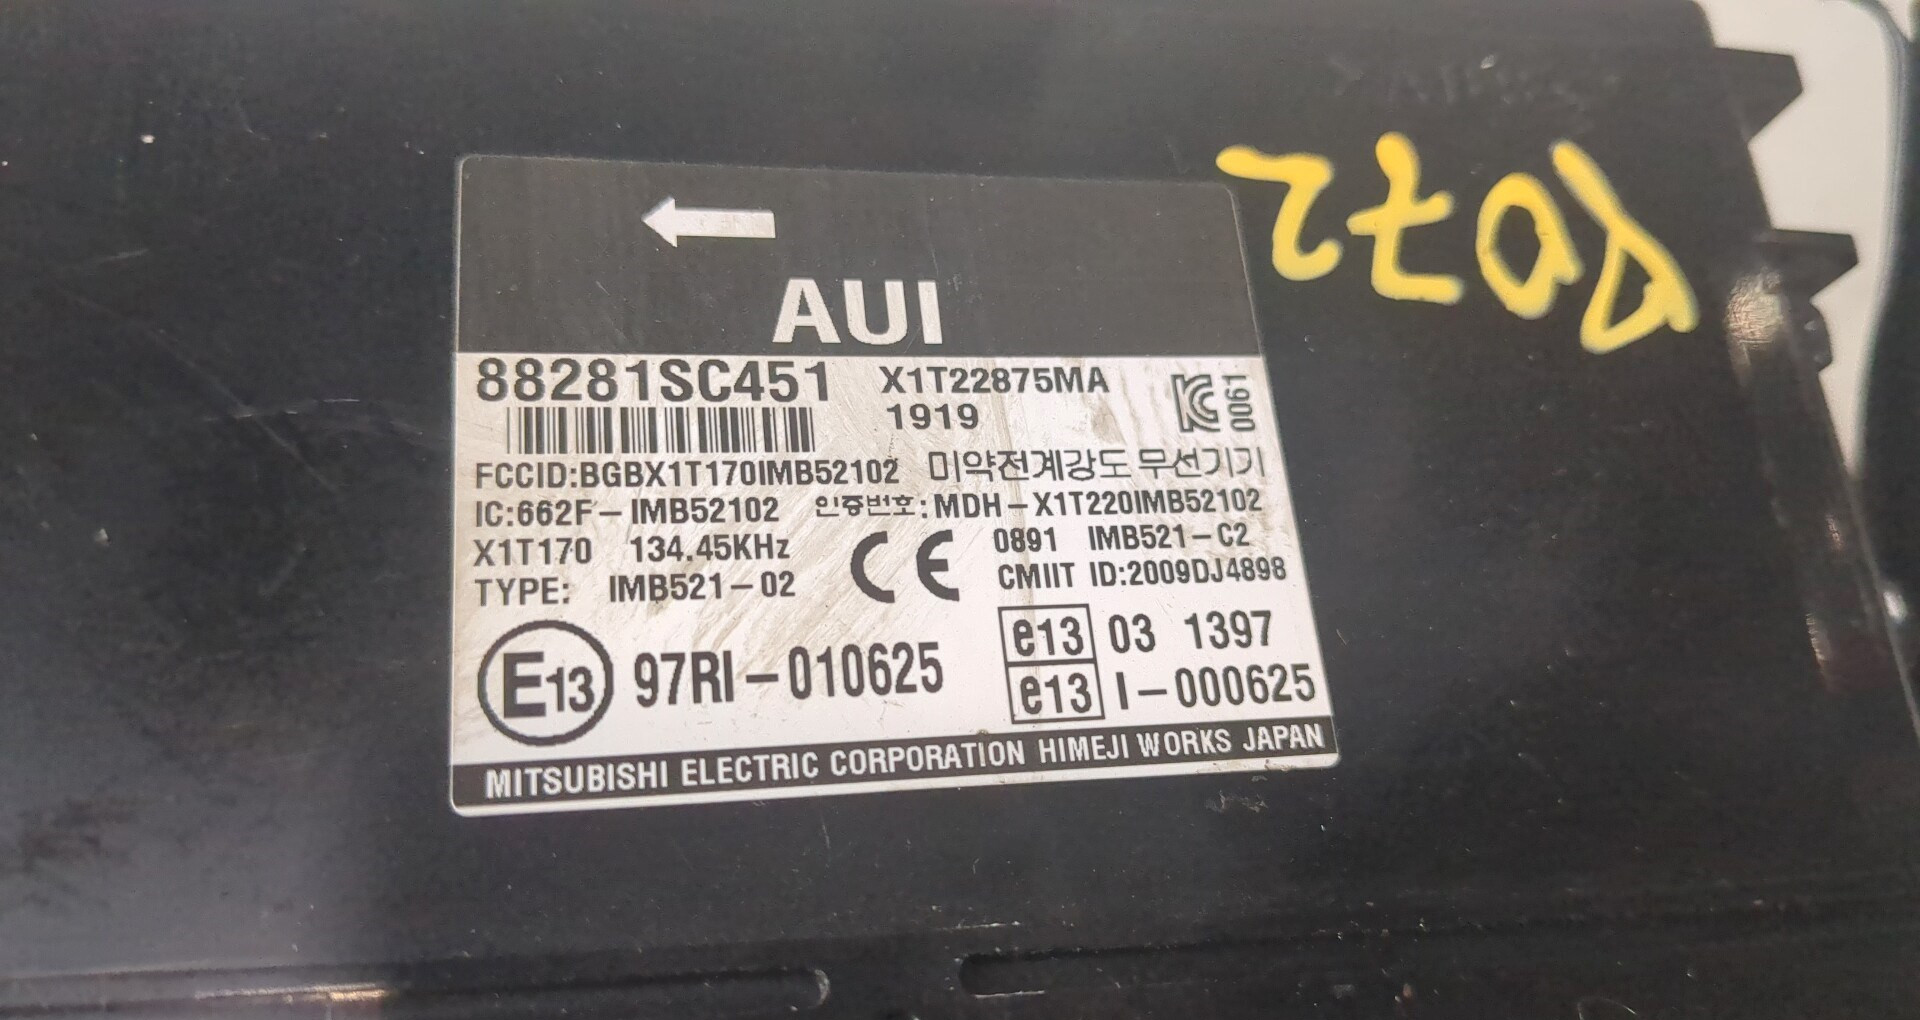 AUI
88281SC451 X1T22875MA
1919
0061
FCCID:BGBX1T170IMB52102 미약전계강도 무선기기
IC:662F-IMB52102 인증번호:MDH-X1T220IMB52102
X1T170 134.45KHz CE 0891 IMB521-C2
TYPE: IMB521-02 CMIIT ID:2009DJ4898
E13 97RI-010625
e13 03 1397
e13 I-000625
MITSUBISHI ELECTRIC CORPORATION HIMEJI WORKS JAPAN